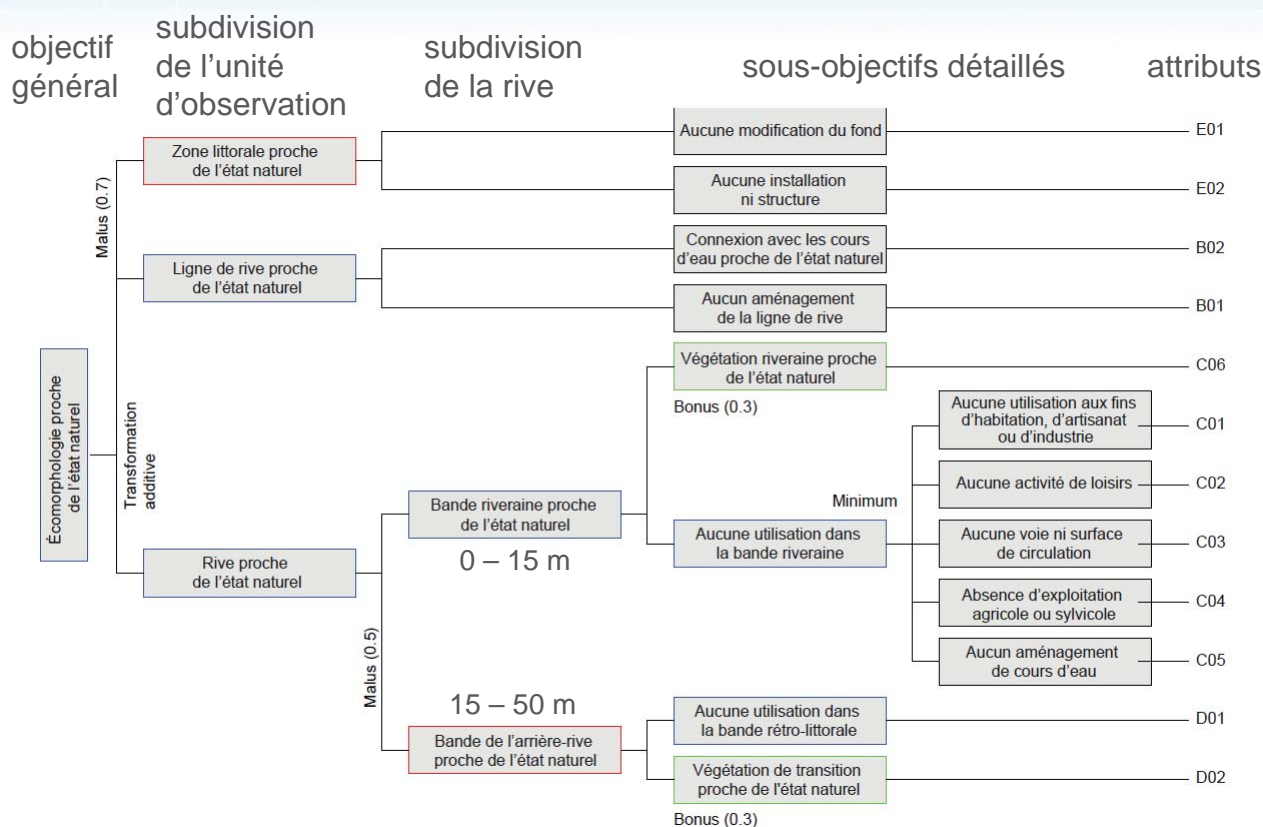 objectif
général
subdivision
de l’unité
d’observation
subdivision
de la rive
sous-objectifs détaillés
attributs
Écomorphologie proche
de l’état naturel
Malus (0.7)
Transformation
additive
Zone littorale proche
de l’état naturel
Aucune modification du fond
E01
Aucune installation
ni structure
E02
Ligne de rive proche
de l’état naturel
Connexion avec les cours
d’eau proche de l’état naturel
B02
Aucun aménagement
de la ligne de rive
B01
Rive proche
de l’état naturel
Malus (0.5)
Bande riveraine proche
de l’état naturel
0 – 15 m
Végétation riveraine proche
de l’état naturel
C06
Bonus (0.3)
Aucune utilisation dans
la bande riveraine
Minimum
Aucune utilisation aux fins
d’habitation, d’artisanat
ou d’industrie
C01
Aucune activité de loisirs
C02
Aucune voie ni surface
de circulation
C03
Absence d’exploitation
agricole ou sylvicole
C04
Aucun aménagement
de cours d’eau
C05
15 – 50 m
Bande de l’arrière-rive
proche de l’état naturel
Aucune utilisation dans
la bande rétro-littorale
D01
Végétation de transition
proche de l'état naturel
D02
Bonus (0.3)